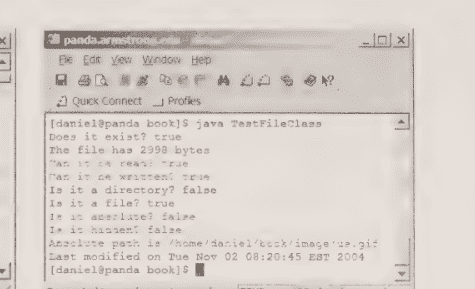 panda.armstrong
File Edit View Window Help
Quick Connect Profiles
[daniel@panda book]$ java TestFileClass
Does it exist? true
The file has 2998 bytes
Can it be read? true
Can it be written? true
Is it a directory? false
Is it a file? true
Is it absolute? false
Is it hidden? false
Absolute path is /home/daniel/book/image/us.gif
Last modified on Tue Nov 02 08:20:45 EST 2004
[daniel@panda book]$